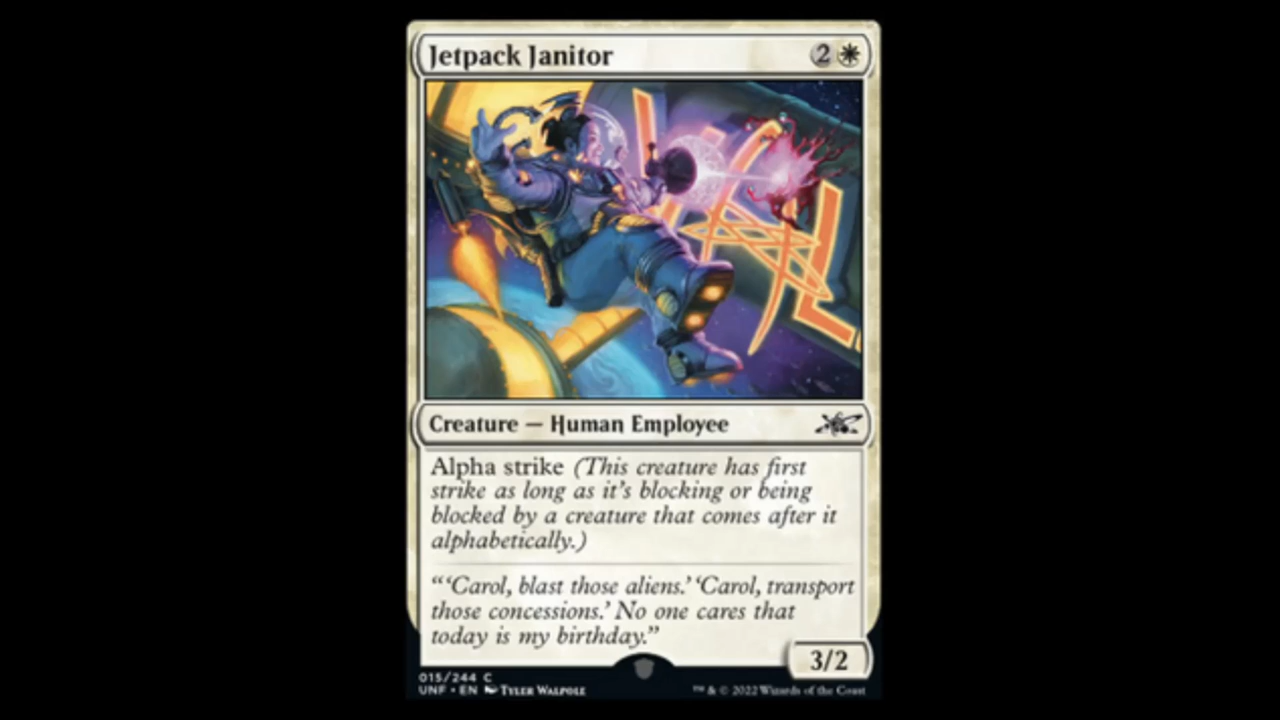 Jetpack Janitor 2
Creature — Human Employee
Alpha strike (This creature has first
strike as long as it's blocking or being
blocked by a creature that comes after it
alphabetically.)
“‘Carol, blast those aliens.’ ‘Carol, transport
those concessions.’ No one cares that
today is my birthday.”
3/2
015/244 C
UNF • EN TYLER WALPOLE
™ & © 2022 Wizards of the Coast